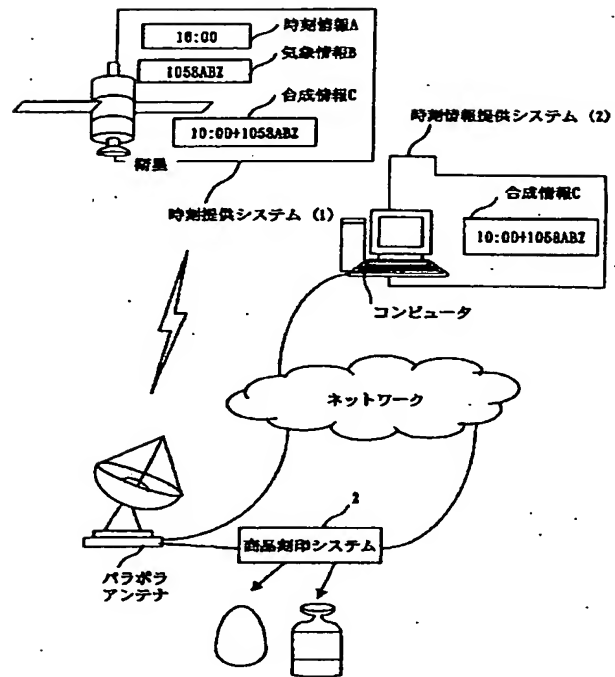 10:00
時刻情報A
1058ABZ
気象情報B
合成情報C
10:00+1058ABZ
衛星
時刻提供システム (1)
時刻情報提供システム (2)
合成情報C
10:00+1058ABZ
コンピュータ
ネットワーク
2
商品刻印システム
パラボラ
アンテナ